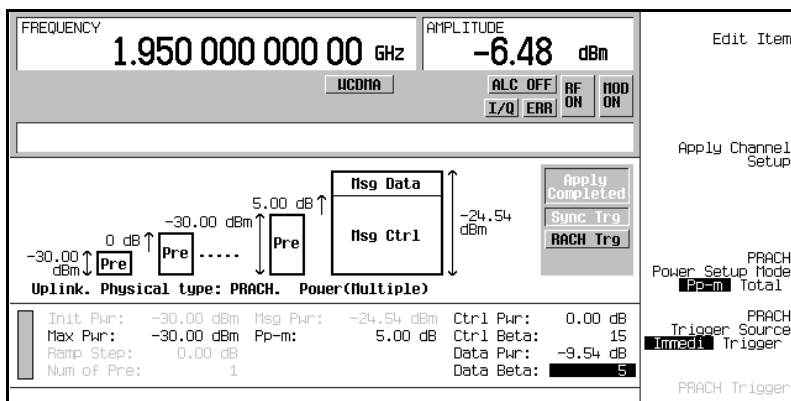 FREQUENCY
1.950 000 000 00 GHz
AMPLITUDE
-6.48 dBm
WCDMA
ALC OFF
RF ON
MOD ON
I/Q
ERR
Edit Item
Apply Channel
Setup
PRACH
Power Setup Mode
Pp-m Total
PRACH
Trigger Source
Immedi Trigger
PRACH Trigger
Apply
Completed
Sync Trg
RACH Trg
-30.00
dBm
Pre
0 dB
Pre
.....
-30.00 dBm
Pre
5.00 dB
Msg Data
Msg Ctrl
-24.54
dBm
Uplink. Physical type: PRACH. Power(Multiple)
Init Pwr: -30.00 dBm Msg Pwr: -24.54 dBm Ctrl Pwr: 0.00 dB
Max Pwr: -30.00 dBm Pp-m: 5.00 dB Ctrl Beta: 15
Ramp Step: 0.00 dB Data Pwr: -9.54 dB
Num of Pre: 1 Data Beta: 5